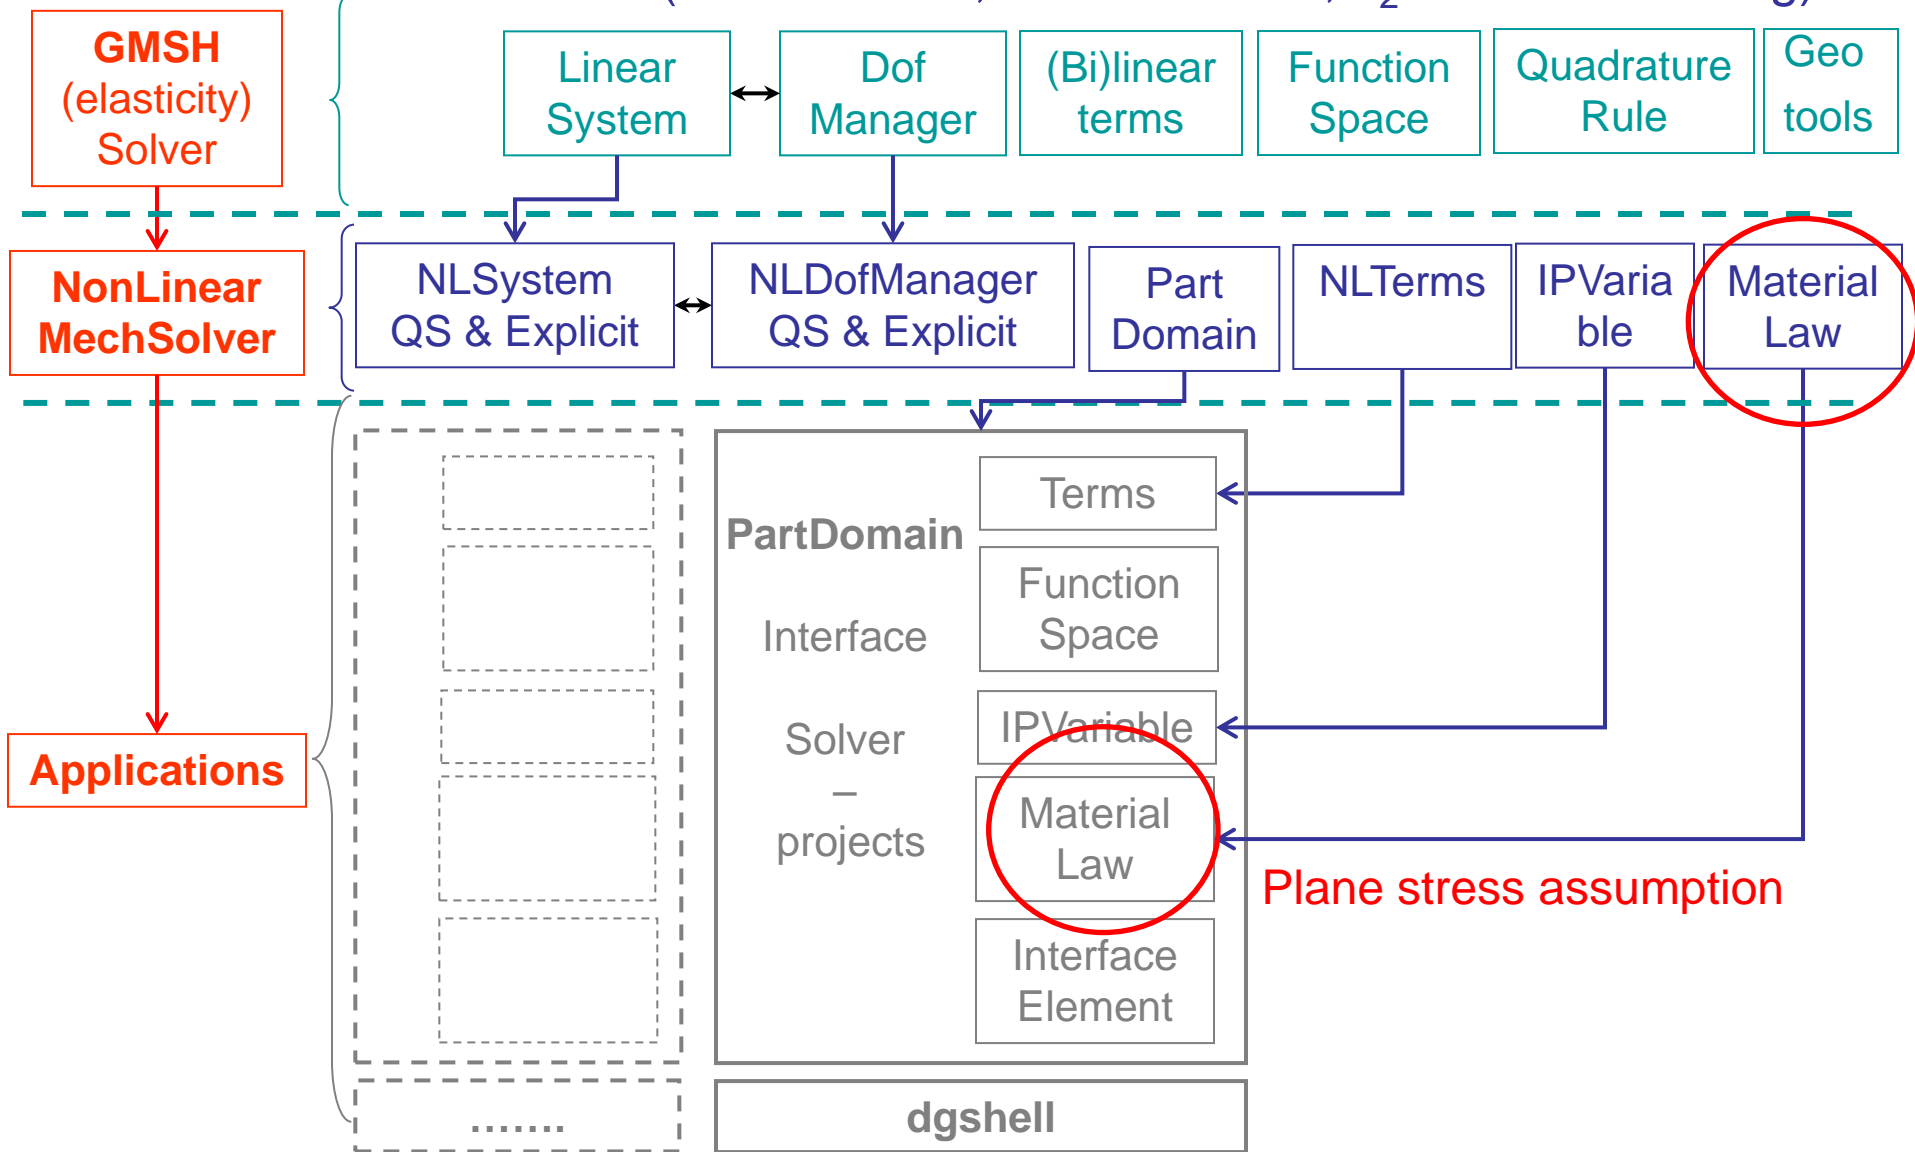 GMSH
(elasticity)
Solver
Linear
System
Dof
Manager
(Bi)linear
terms
Function
Space
Quadrature
Rule
Geo
tools
NonLinear
MechSolver
NLSystem
QS & Explicit
NLDofManager
QS & Explicit
Part
Domain
NLTerms
IPVaria
ble
Material
Law
Applications
PartDomain
Interface
Solver
–
projects
Terms
Function
Space
IPVariable
Material
Law
Interface
Element
Plane stress assumption
.......
dgshell